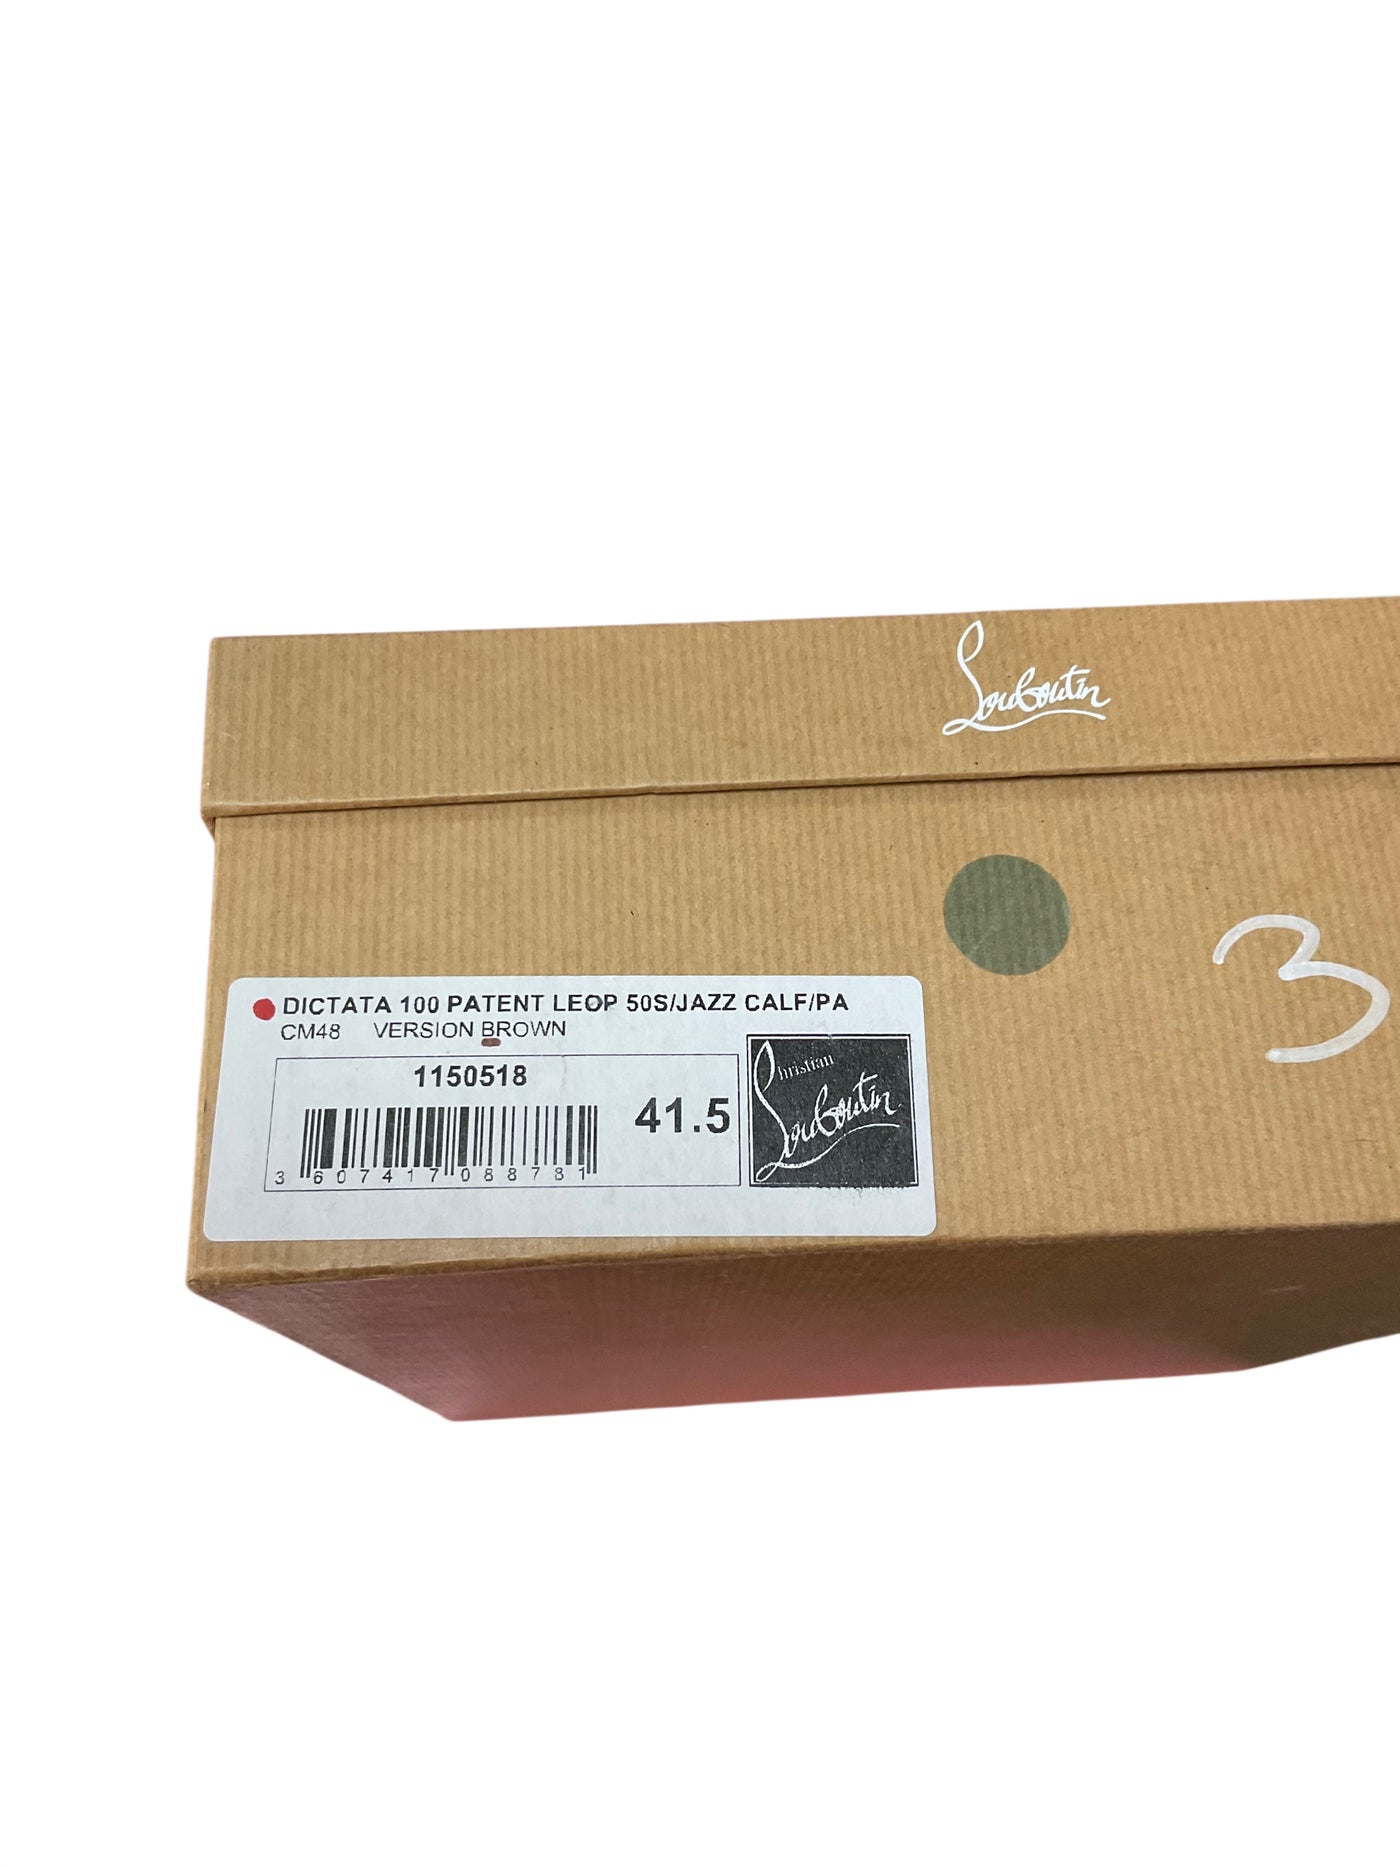 Louboutin
3
DICTATA 100 PATENT LEOP 50S/JAZZ CALF/PA
CM48 VERSION BROWN
1150518
41.5
3 607417 088781
Christian
Louboutin